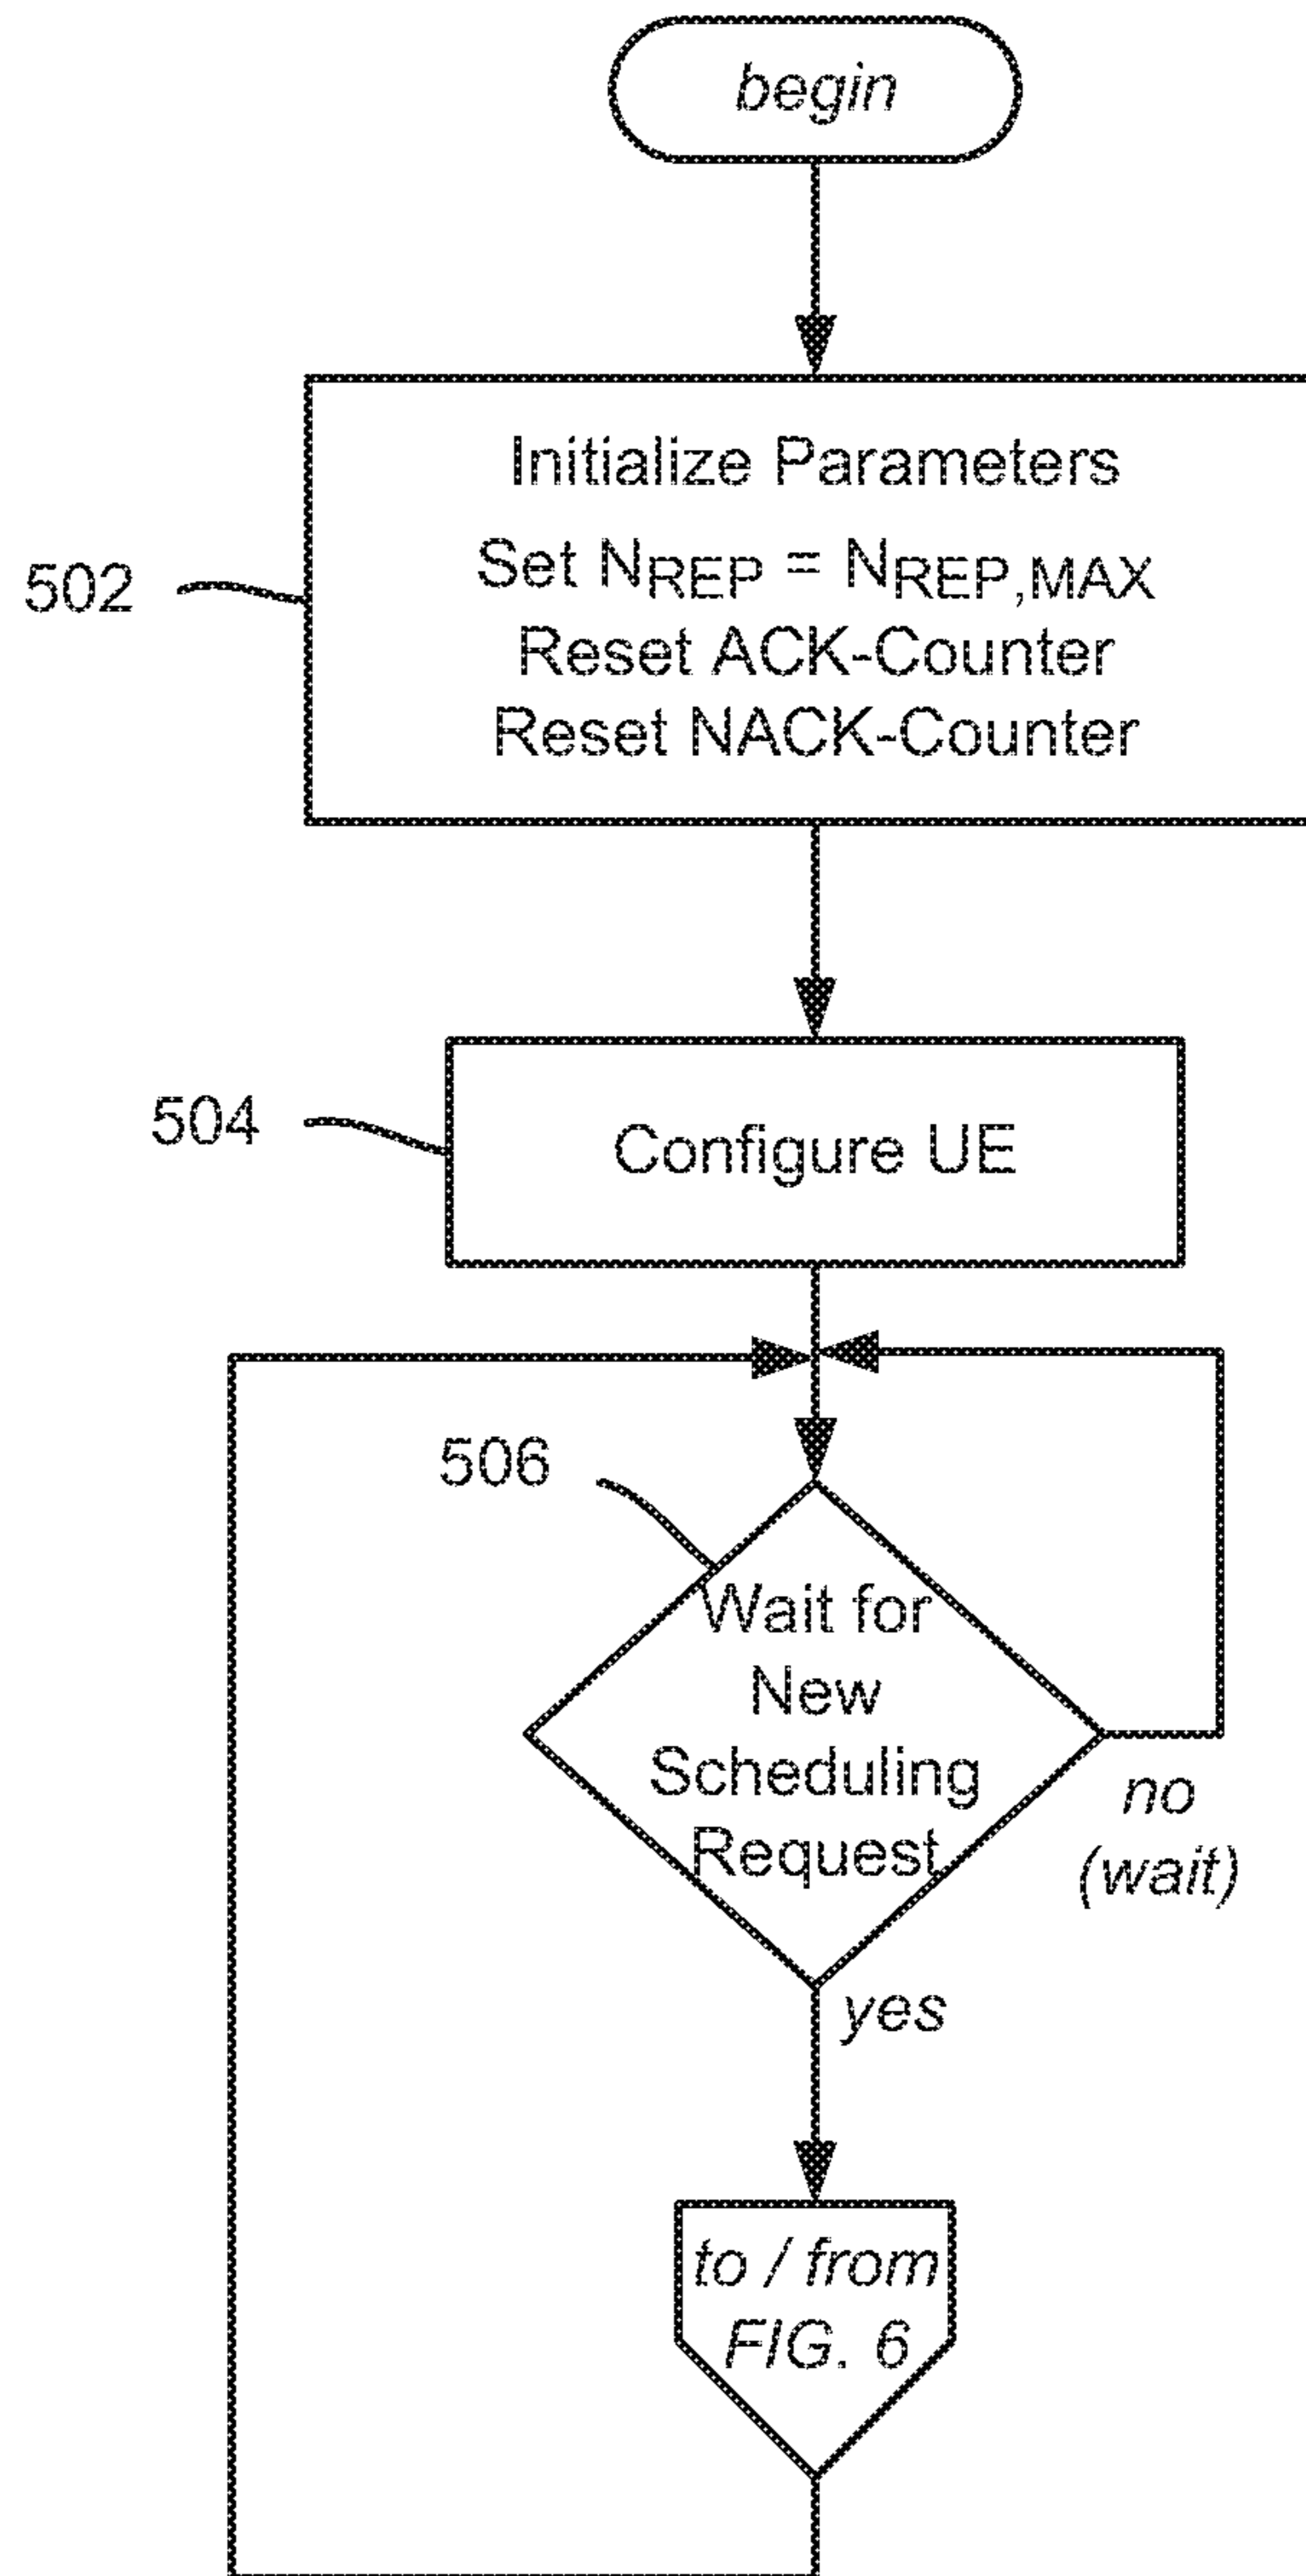 begin
Initialize Parameters
Set NREP = NREP,MAX
502
Reset ACK-Counter
Reset NACK-Counter
504
Configure UE
506
Wait for
New
Scheduling
Request
no
(wait)
yes
to / from
FIG. 6